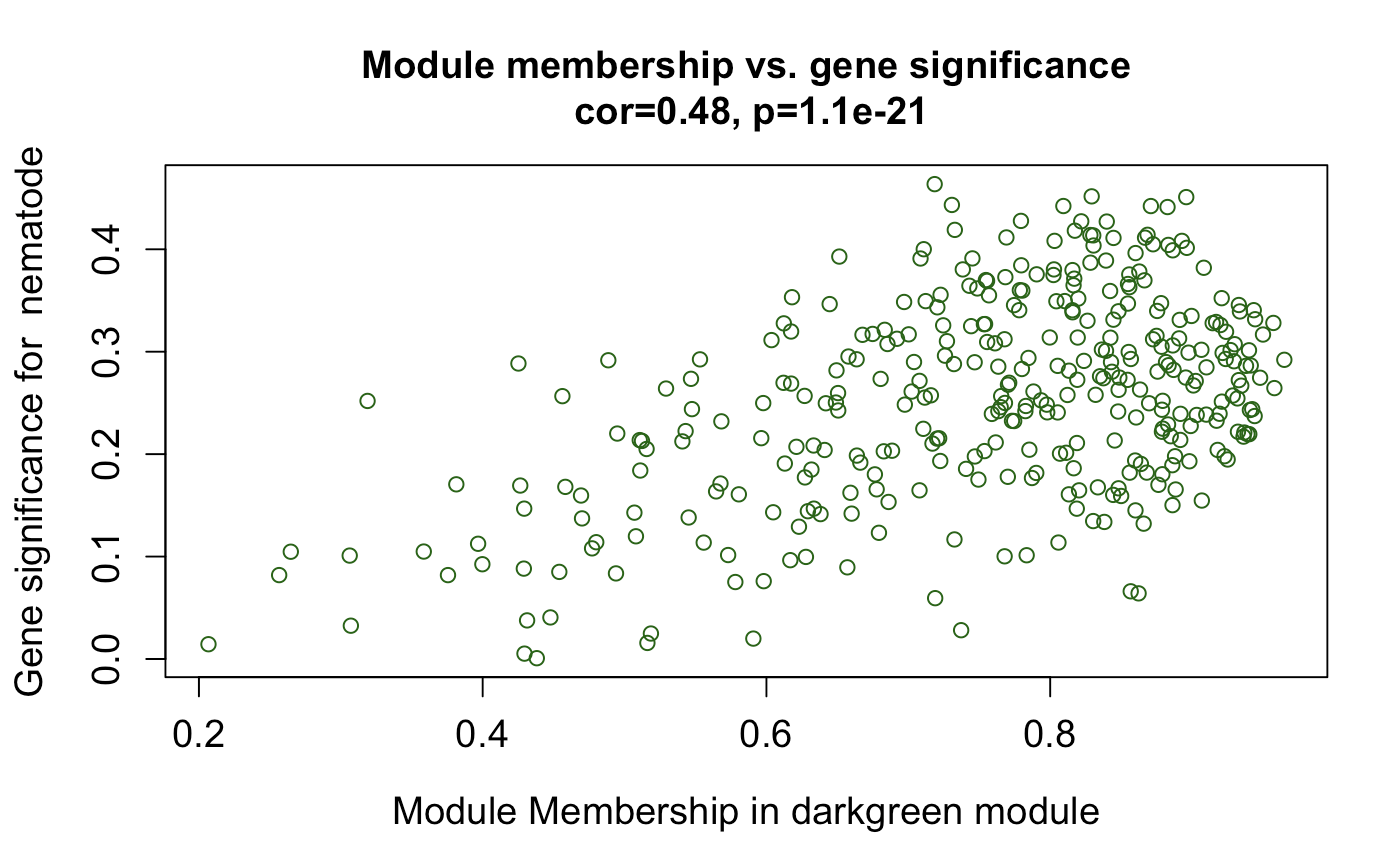 Module membership vs. gene significance
cor=0.48, p=1.1e-21
Gene significance for  nematode
0.4
0.3
0.2
0.1
0.0
0.2
0.4
0.6
0.8
Module Membership in darkgreen module